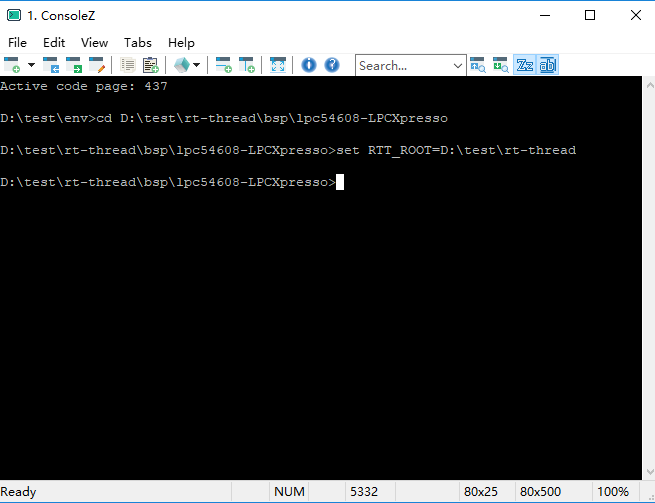 1. ConsoleZ
File Edit View Tabs Help
Search...
Zz ab
Active code page: 437
D:\test\env>cd D:\test\rt-thread\bsp\lpc54608-LPCXpresso
D:\test\rt-thread\bsp\lpc54608-LPCXpresso>set RTT_ROOT=D:\test\rt-thread
D:\test\rt-thread\bsp\lpc54608-LPCXpresso>
Ready NUM 5332 80x25 80x500 100%